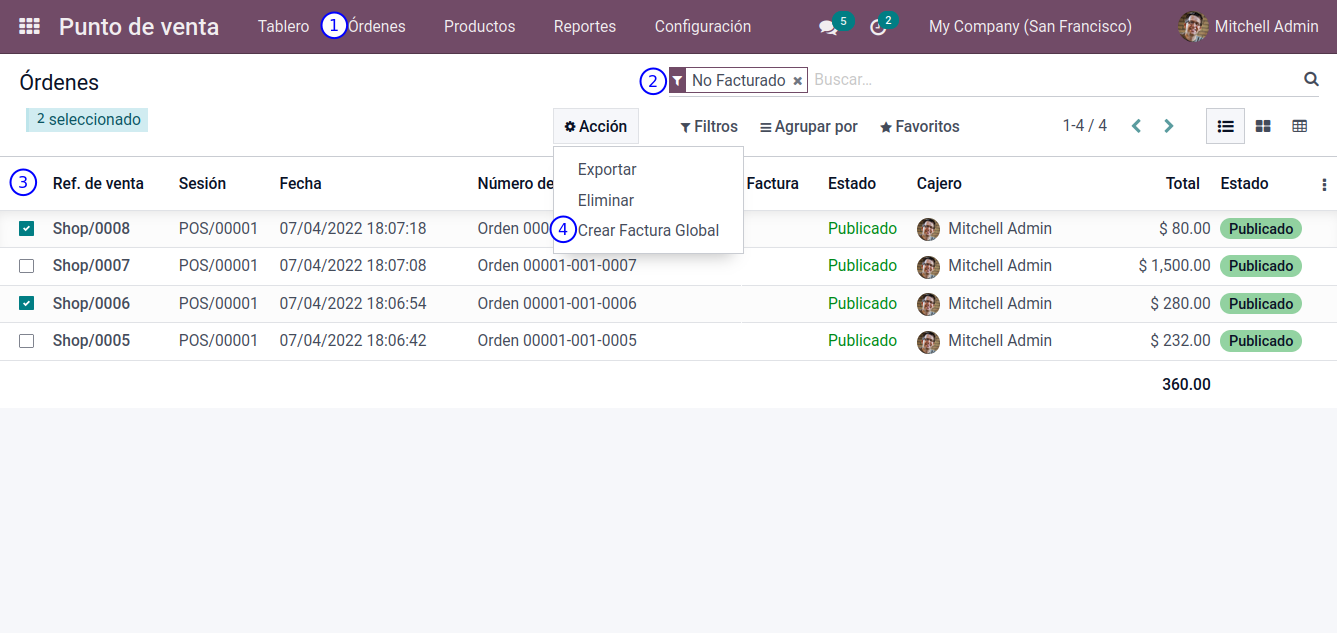 Punto de venta Tablero 1 Órdenes Productos Reportes Configuración 5 2 My Company (San Francisco) Mitchell Admin
Órdenes 2 No Facturado × Buscar...
2 seleccionado Acción Filtros Agrupar por Favoritos 1-4 / 4
Exportar
Eliminar
4 Crear Factura Global
3 Ref. de venta Sesión Fecha Número de Factura Estado Cajero Total Estado
Shop/0008 POS/00001 07/04/2022 18:07:18 Orden 000 Publicado Mitchell Admin $ 80.00 Publicado
Shop/0007 POS/00001 07/04/2022 18:07:08 Orden 00001-001-0007 Publicado Mitchell Admin $ 1,500.00 Publicado
Shop/0006 POS/00001 07/04/2022 18:06:54 Orden 00001-001-0006 Publicado Mitchell Admin $ 280.00 Publicado
Shop/0005 POS/00001 07/04/2022 18:06:42 Orden 00001-001-0005 Publicado Mitchell Admin $ 232.00 Publicado
360.00